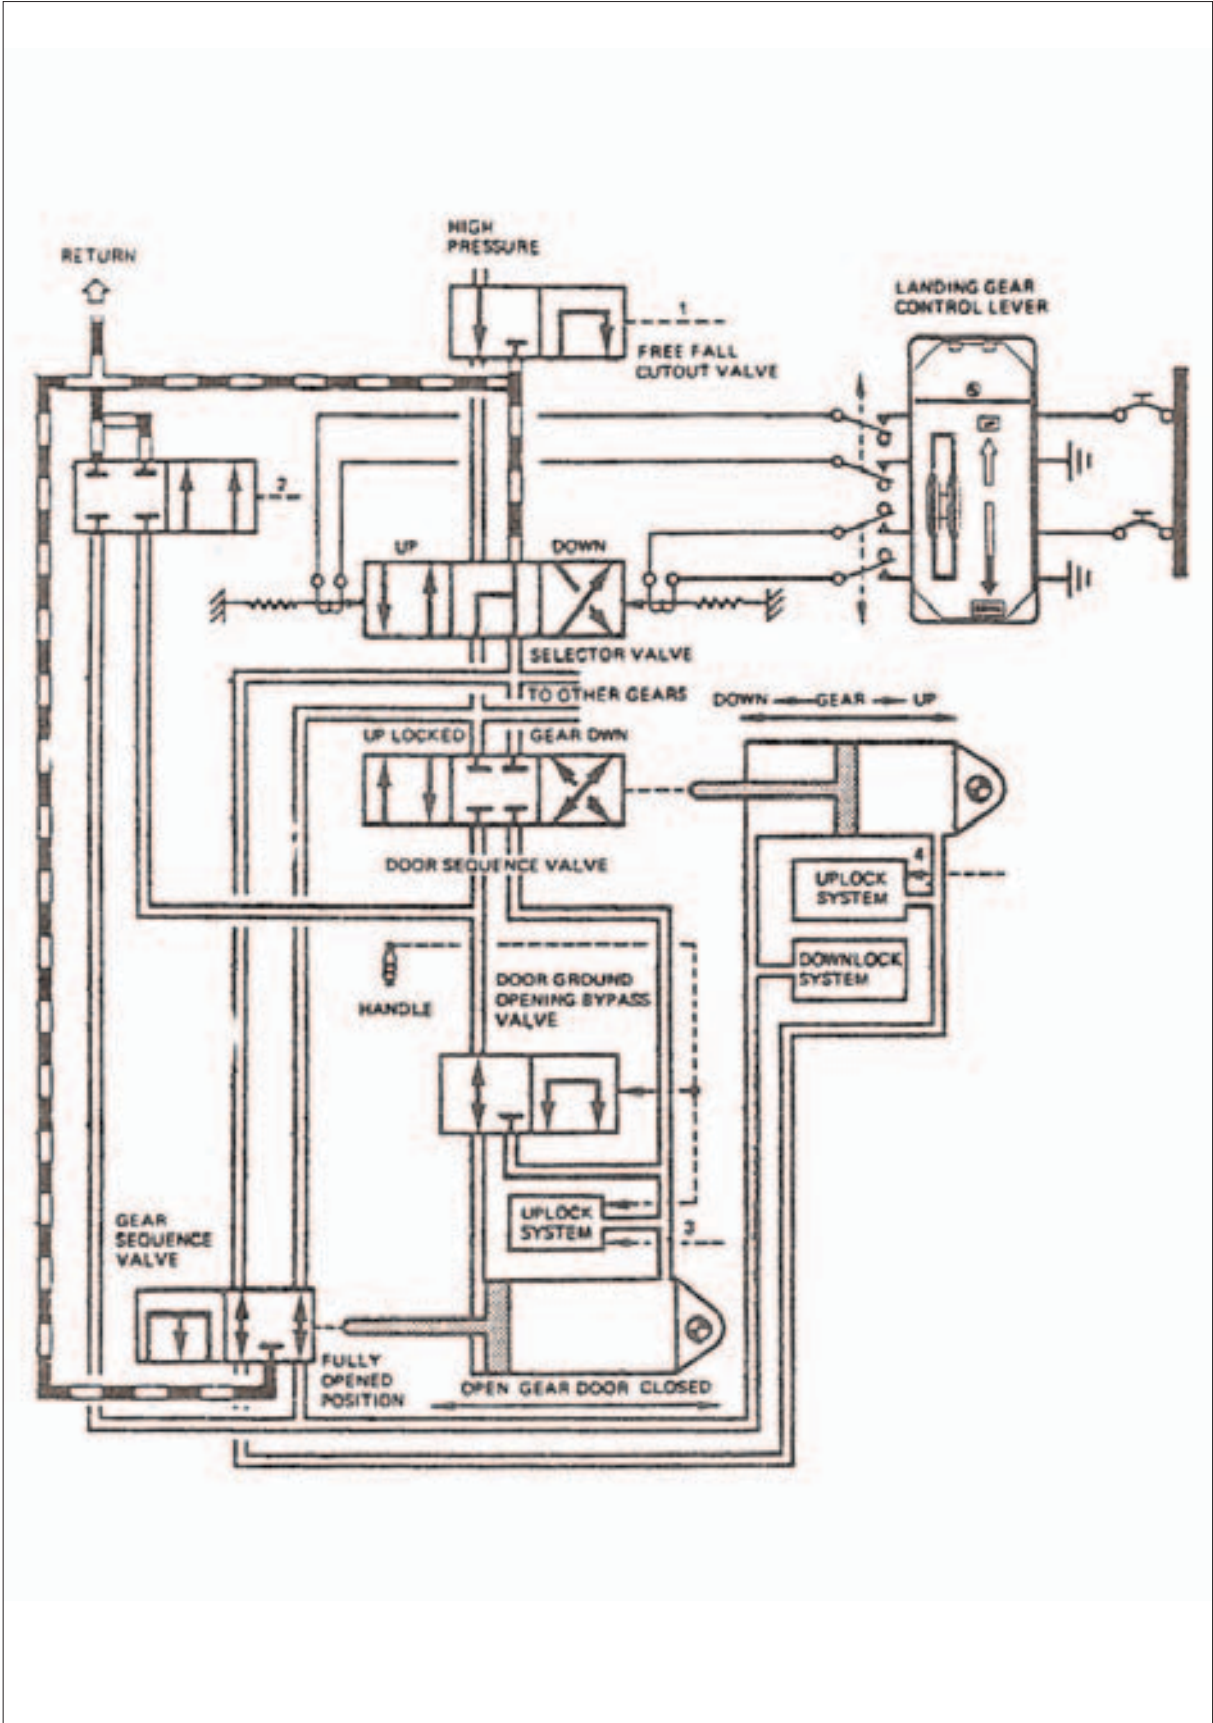 HIGH
PRESSURE
RETURN
LANDING GEAR
CONTROL LEVER
1
FREE FALL
CUTOUT VALVE
2
UP
DOWN
SELECTOR VALVE
TO OTHER GEARS
DOWN GEAR UP
UP LOCKED
GEAR DWN
DOOR SEQUENCE VALVE
4
UPLOCK
SYSTEM
DOWNLOCK
SYSTEM
HANDLE
DOOR GROUND
OPENING BYPASS
VALVE
UPLOCK
SYSTEM
3
GEAR
SEQUENCE
VALVE
FULLY
OPENED
POSITION
OPEN GEAR DOOR CLOSED